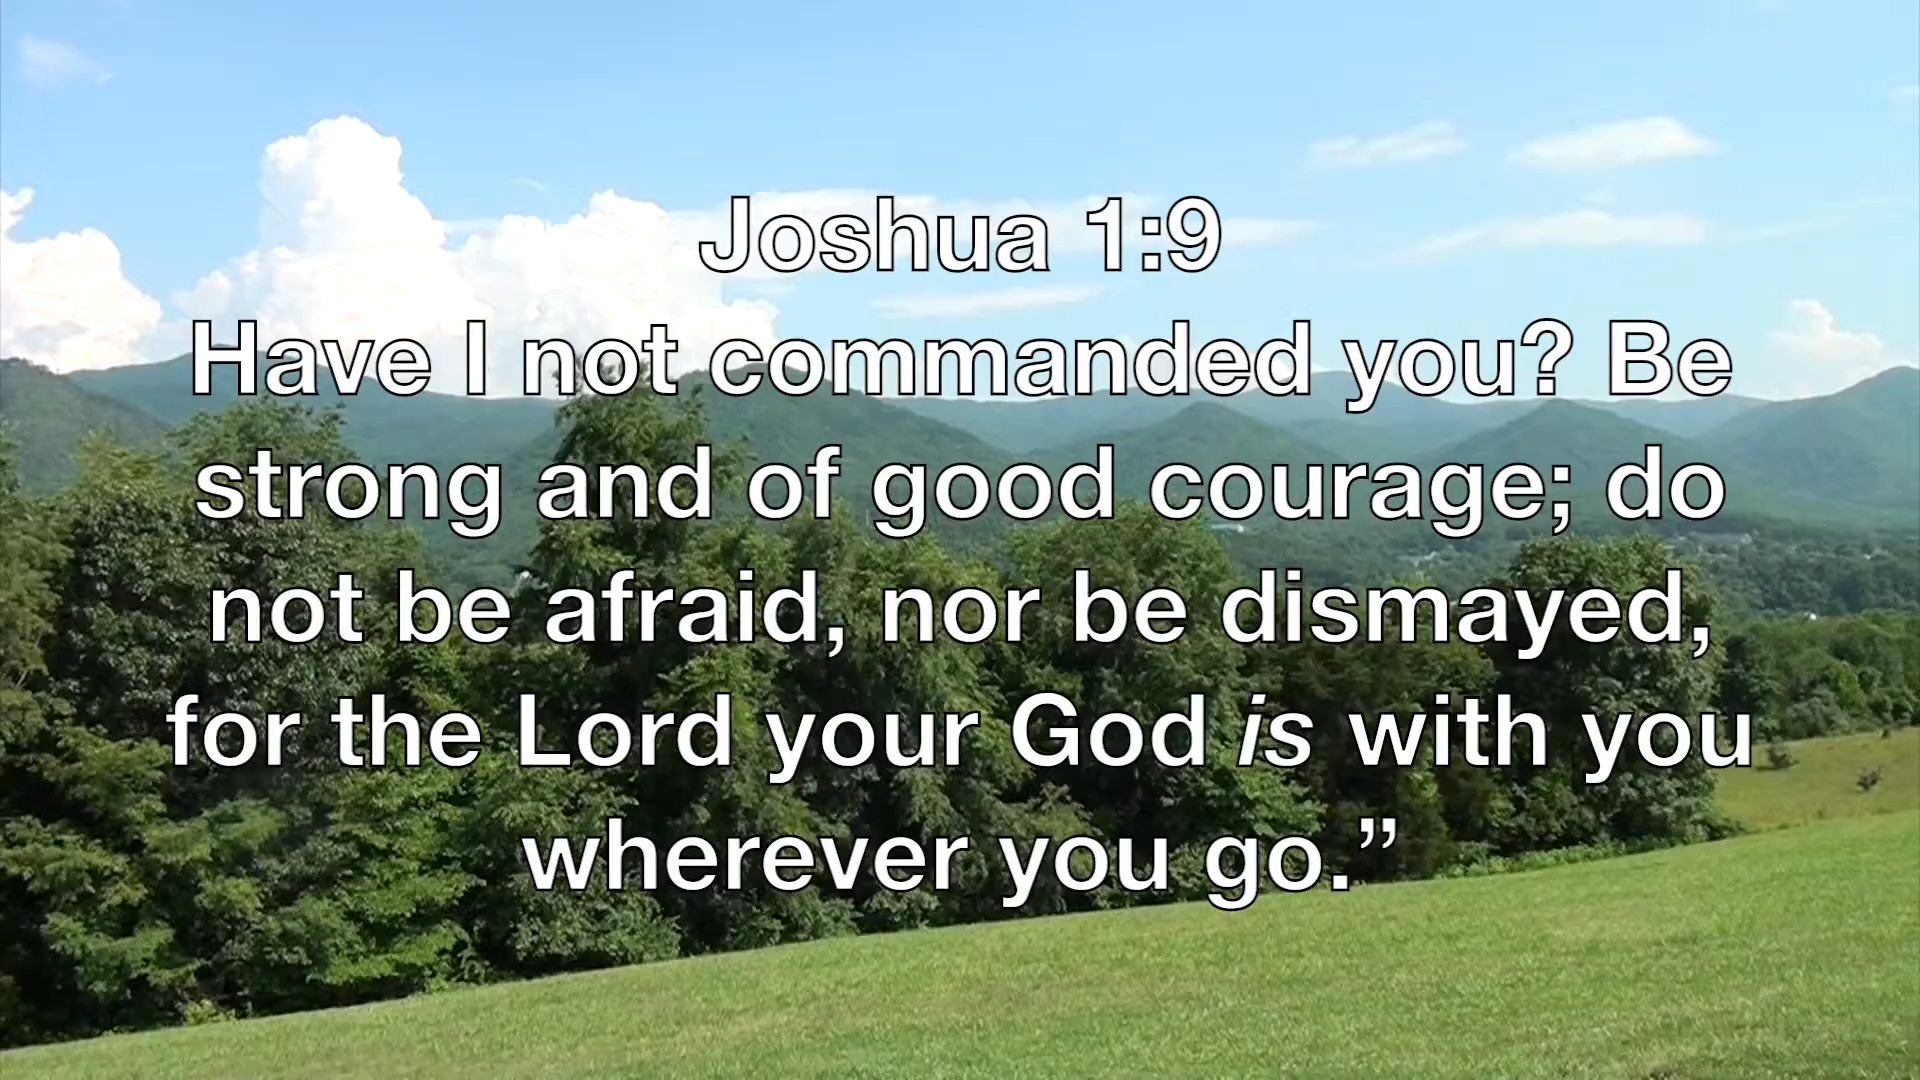 Joshua 1:9
Have I not commanded you? Be
strong and of good courage; do
not be afraid, nor be dismayed,
for the Lord your God is with you
wherever you go.”